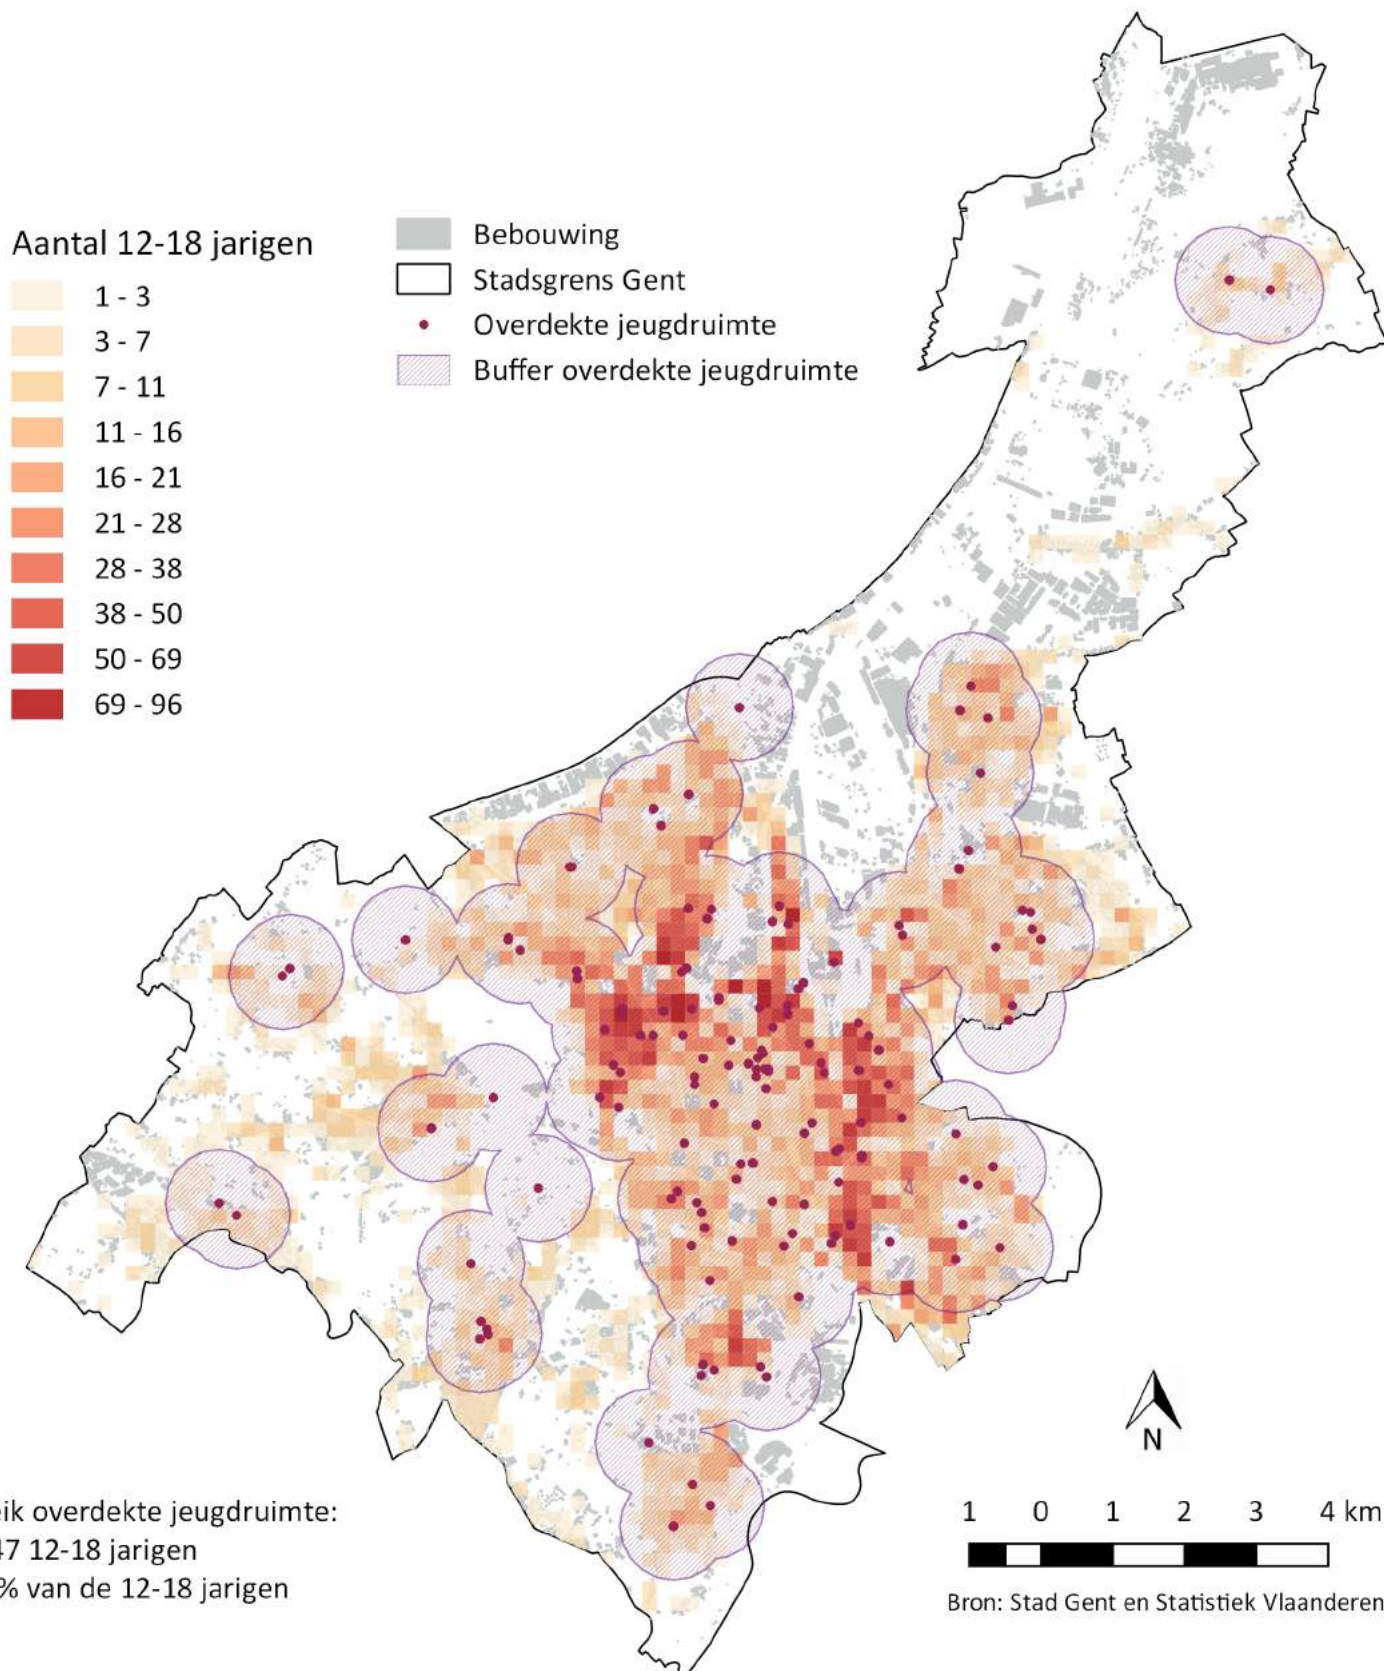 Aantal 12-18 jarigen
1 - 3
3 - 7
7 - 11
11 - 16
16 - 21
21 - 28
28 - 38
38 - 50
50 - 69
69 - 96
Bebouwing
Stadsgrens Gent
Overdekte jeugdruimte
Buffer overdekte jeugdruimte
overdekte jeugdruimte:
12-18 jarigen
% van de 12-18 jarigen
N
1 0 1 2 3 4 km
Bron: Stad Gent en Statistiek Vlaanderen